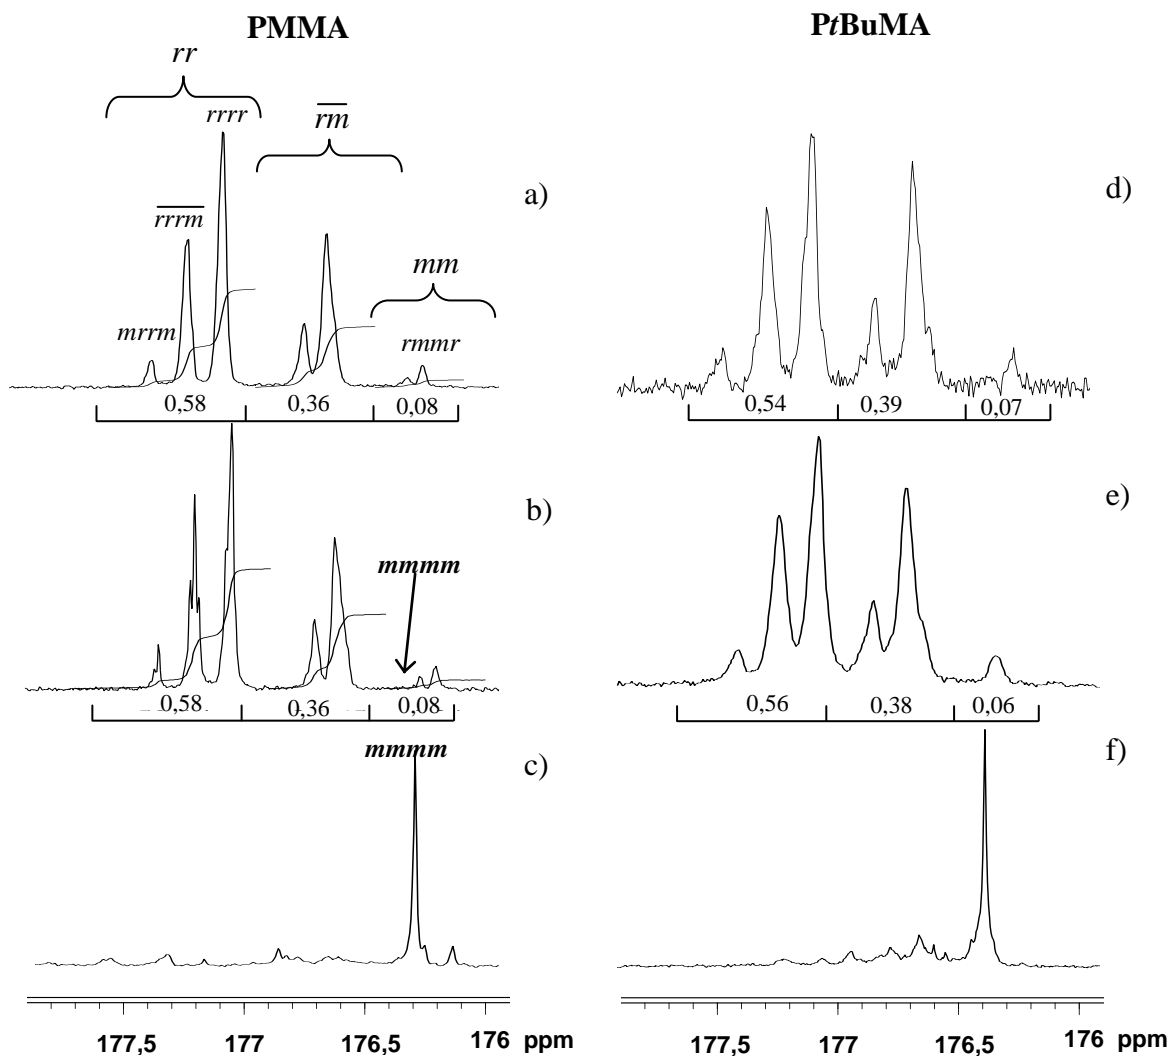 PMMA
PtBuMA
rr
rrrr
rm
a)
d)
rrrm
mm
mrrm
rmmr
0,58
0,36
0,08
0,54
0,39
0,07
b)
e)
mmmm
0,58
0,36
0,08
0,56
0,38
0,06
mmmm
c)
f)
177,5
177
176,5
176 ppm
177,5
177
176,5
176 ppm